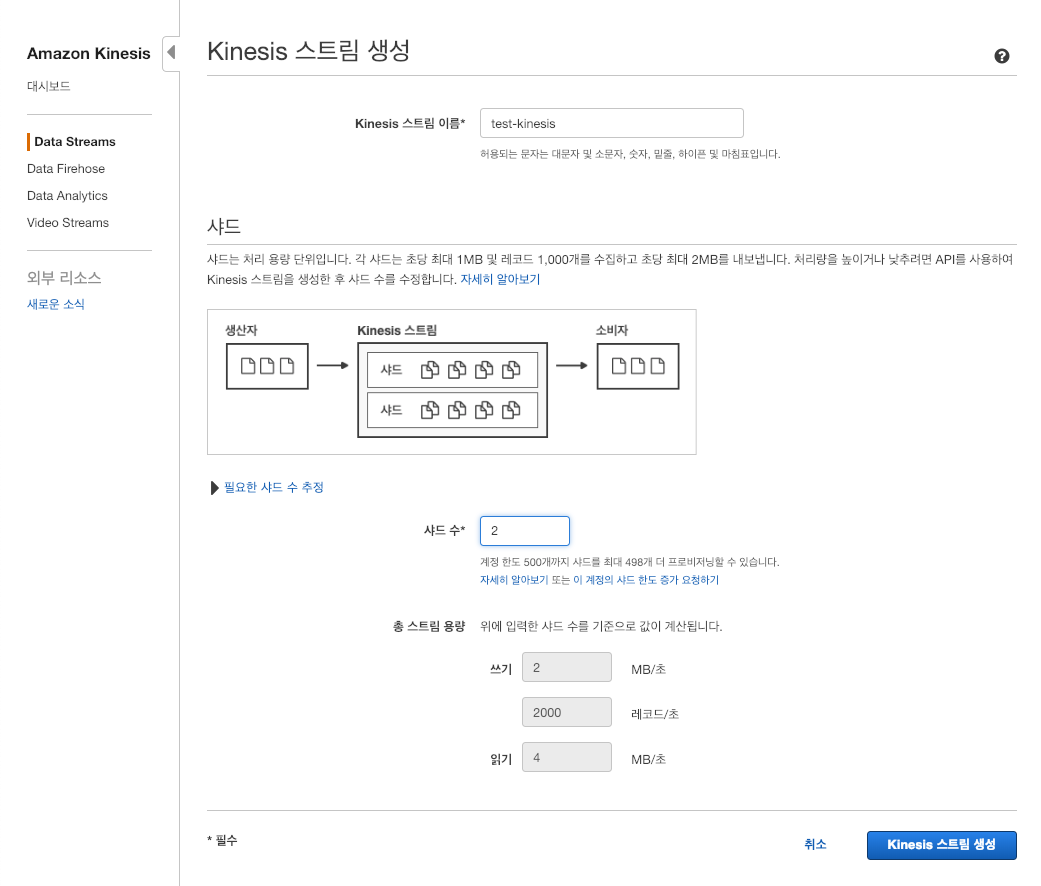 Amazon Kinesis
대시보드
Data Streams
Data Firehose
Data Analytics
Video Streams
외부 리소스
새로운 소식
Kinesis 스트림 생성
Kinesis 스트림 이름*
test-kinesis
허용되는 문자는 대문자 및 소문자, 숫자, 밑줄, 하이픈 및 마침표입니다.
샤드
샤드는 처리 용량 단위입니다. 각 샤드는 초당 최대 1MB 및 레코드 1,000개를 수집하고 초당 최대 2MB를 내보냅니다. 처리량을 높이거나 낮추려면 API를 사용하여
Kinesis 스트림을 생성한 후 샤드 수를 수정합니다. 자세히 알아보기
생산자
Kinesis 스트림
소비자
샤드
샤드
필요한 샤드 수 추정
샤드 수*
2
계정 한도 500개까지 샤드를 최대 498개 더 프로비저닝할 수 있습니다.
자세히 알아보기 또는 이 계정의 샤드 한도 증가 요청하기
총 스트림 용량 위에 입력한 샤드 수를 기준으로 값이 계산됩니다.
쓰기 2 MB/초
2000 레코드/초
읽기 4 MB/초
* 필수
취소
Kinesis 스트림 생성